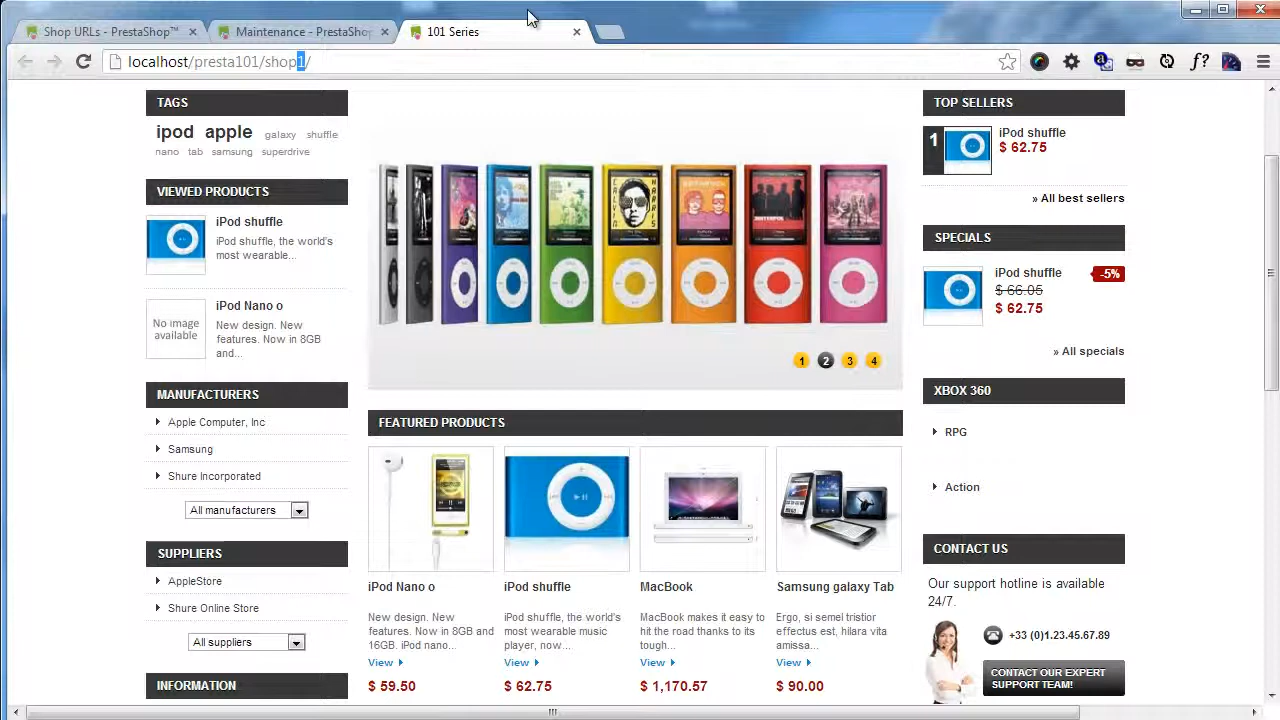 Shop URLs - PrestaShop™
Maintenance - PrestaShop
101 Series
localhost/presta101/shop1/
TAGS
ipod apple galaxy shuffle
nano tab samsung superdrive
VIEWED PRODUCTS
iPod shuffle
iPod shuffle, the world's
most wearable...
No image
available
iPod Nano o
New design. New
features. Now in 8GB
and...
MANUFACTURERS
Apple Computer, Inc
Samsung
Shure Incorporated
All manufacturers
SUPPLIERS
AppleStore
Shure Online Store
All suppliers
INFORMATION
CALVIN
HARRIS
1 2 3 4
FEATURED PRODUCTS
iPod Nano o
New design. New
features. Now in 8GB and
16GB. iPod nano...
View
$ 59.50
iPod shuffle
iPod shuffle, the world's
most wearable music
player, now...
View
$ 62.75
MacBook
MacBook makes it easy to
hit the road thanks to its
tough...
View
$ 1,170.57
Samsung galaxy Tab
Ergo, si semel tristior
effectus est, hilara vita
amissa...
View
$ 90.00
TOP SELLERS
1
iPod shuffle
$ 62.75
» All best sellers
SPECIALS
iPod shuffle
-5%
$ 66.05
$ 62.75
» All specials
XBOX 360
RPG
Action
CONTACT US
Our support hotline is available
24/7.
+33 (0)1.23.45.67.89
CONTACT OUR EXPERT
SUPPORT TEAM!